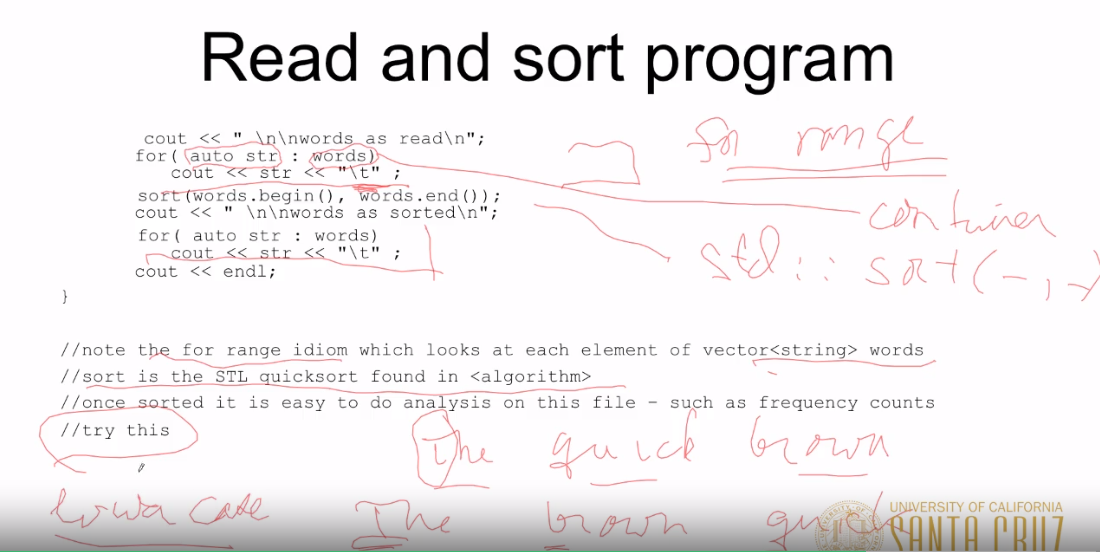 Read and sort program
cout << " \n\nwords as read\n";
for( auto str : words)
cout << str << "\t" ;
sort(words.begin(), words.end());
cout << " \n\nwords as sorted\n";
for( auto str : words)
cout << str << "\t" ;
cout << endl;
}
for range
container
std :: sort( - , -
//note the for range idiom which looks at each element of vector<string> words
//sort is the STL quicksort found in <algorithm>
//once sorted it is easy to do analysis on this file - such as frequency counts
//try this
The quick brown
lower case The brown quick
UNIVERSITY OF CALIFORNIA
SANTA CRUZ